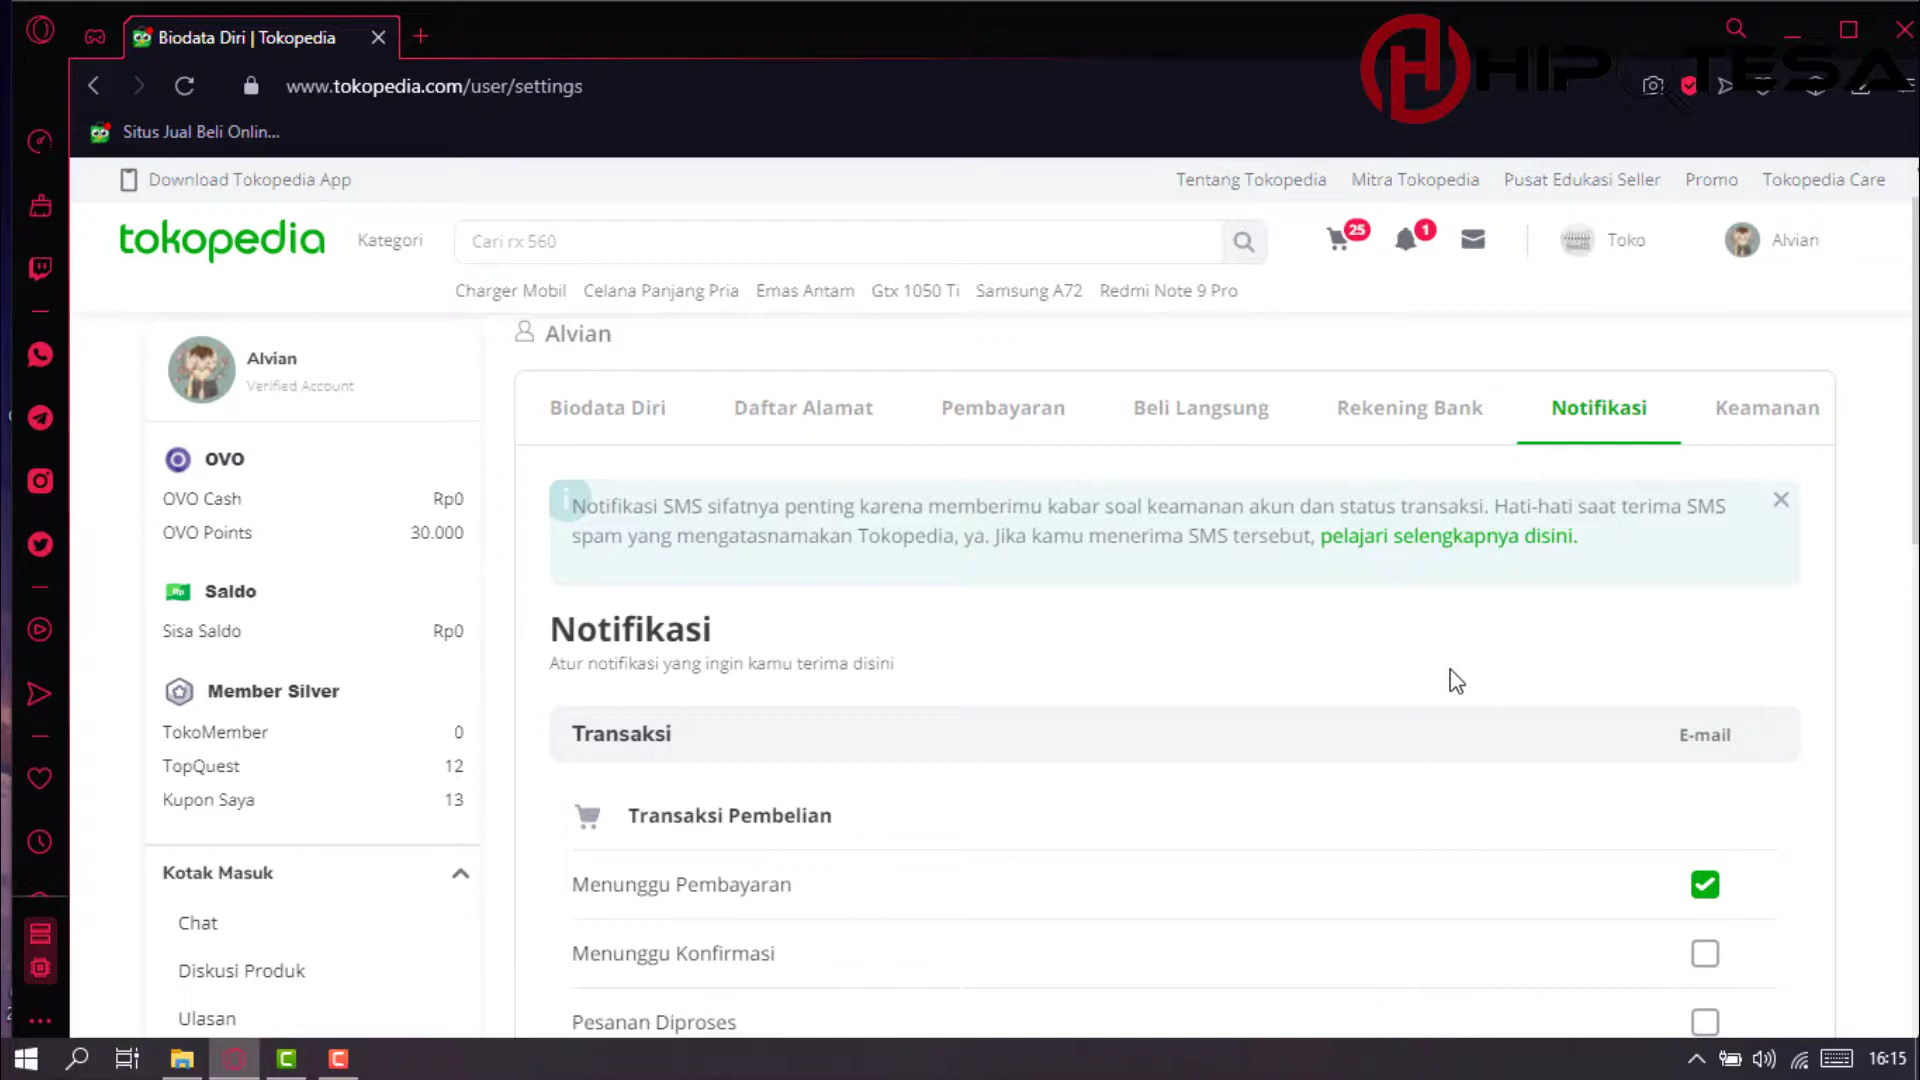 Biodata Diri | Tokopedia
HIPOTESA
www.tokopedia.com/user/settings
Situs Jual Beli Onlin...
Download Tokopedia App
Tentang Tokopedia
Mitra Tokopedia
Pusat Edukasi Seller
Promo
Tokopedia Care
tokopedia
Kategori
Cari rx 560
25
1
Toko
Alvian
Charger Mobil
Celana Panjang Pria
Emas Antam
Gtx 1050 Ti
Samsung A72
Redmi Note 9 Pro
Alvian
Verified Account
OVO
OVO Cash Rp0
OVO Points 30.000
Saldo
Sisa Saldo Rp0
Member Silver
TokoMember 0
TopQuest 12
Kupon Saya 13
Kotak Masuk
Chat
Diskusi Produk
Ulasan
Alvian
Biodata Diri
Daftar Alamat
Pembayaran
Beli Langsung
Rekening Bank
Notifikasi
Keamanan
Notifikasi SMS sifatnya penting karena memberimu kabar soal keamanan akun dan status transaksi. Hati-hati saat terima SMS
spam yang mengatasnamakan Tokopedia, ya. Jika kamu menerima SMS tersebut, pelajari selengkapnya disini.
Notifikasi
Atur notifikasi yang ingin kamu terima disini
Transaksi E-mail
Transaksi Pembelian
Menunggu Pembayaran
Menunggu Konfirmasi
Pesanan Diproses
16:15